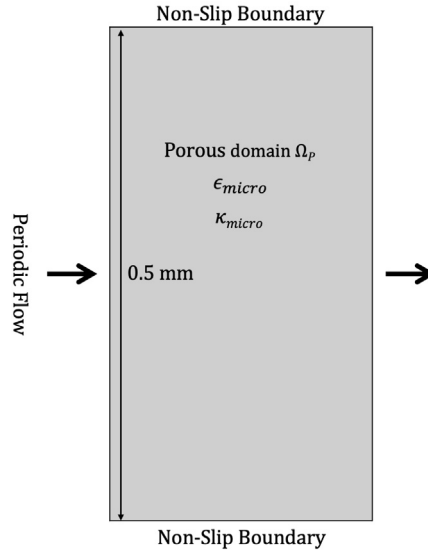 Non-Slip Boundary
Porous domain Ω_P
ϵ_micro
κ_micro
Periodic Flow
0.5 mm
Non-Slip Boundary